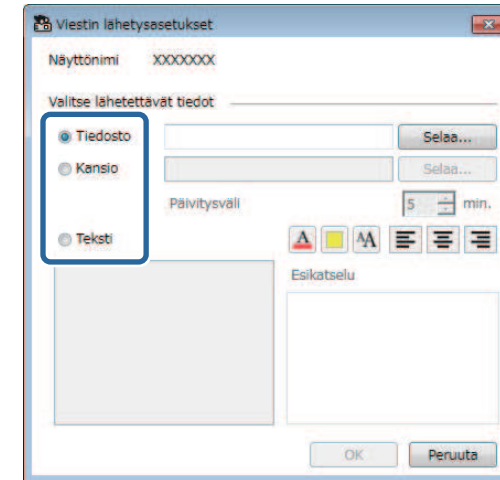 Viestin lähetysasetukset
Näyttönimi XXXXXXX
Valitse lähetettävät tiedot
Tiedosto Selaa...
Kansio Selaa...
Päivitysväli 5 min.
Teksti A AA
Esikatselu
OK Peruuta